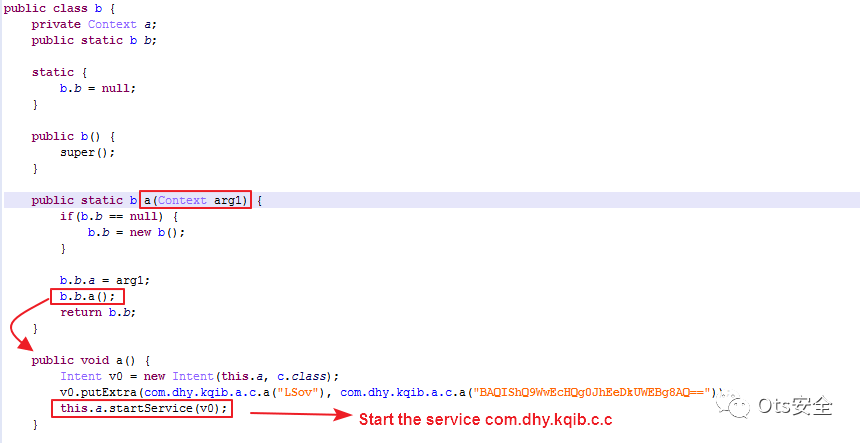 public class b {
private Context a;
public static b b;
static {
b.b = null;
}
public b() {
super();
}
public static b a(Context arg1) {
if(b.b == null) {
b.b = new b();
}
b.b.a = arg1;
b.b.a();
return b.b;
}
public void a() {
Intent v0 = new Intent(this.a, c.class);
v0.putExtra(com.dhy.kqib.a.c.a("LSov"), com.dhy.kqib.a.c.a("BAQIShQ9WwEcHQg0JhEeDkUWEBg8AQ=="))
this.a.startService(v0);
Start the service com.dhy.kqib.c.c
}
Ots安全